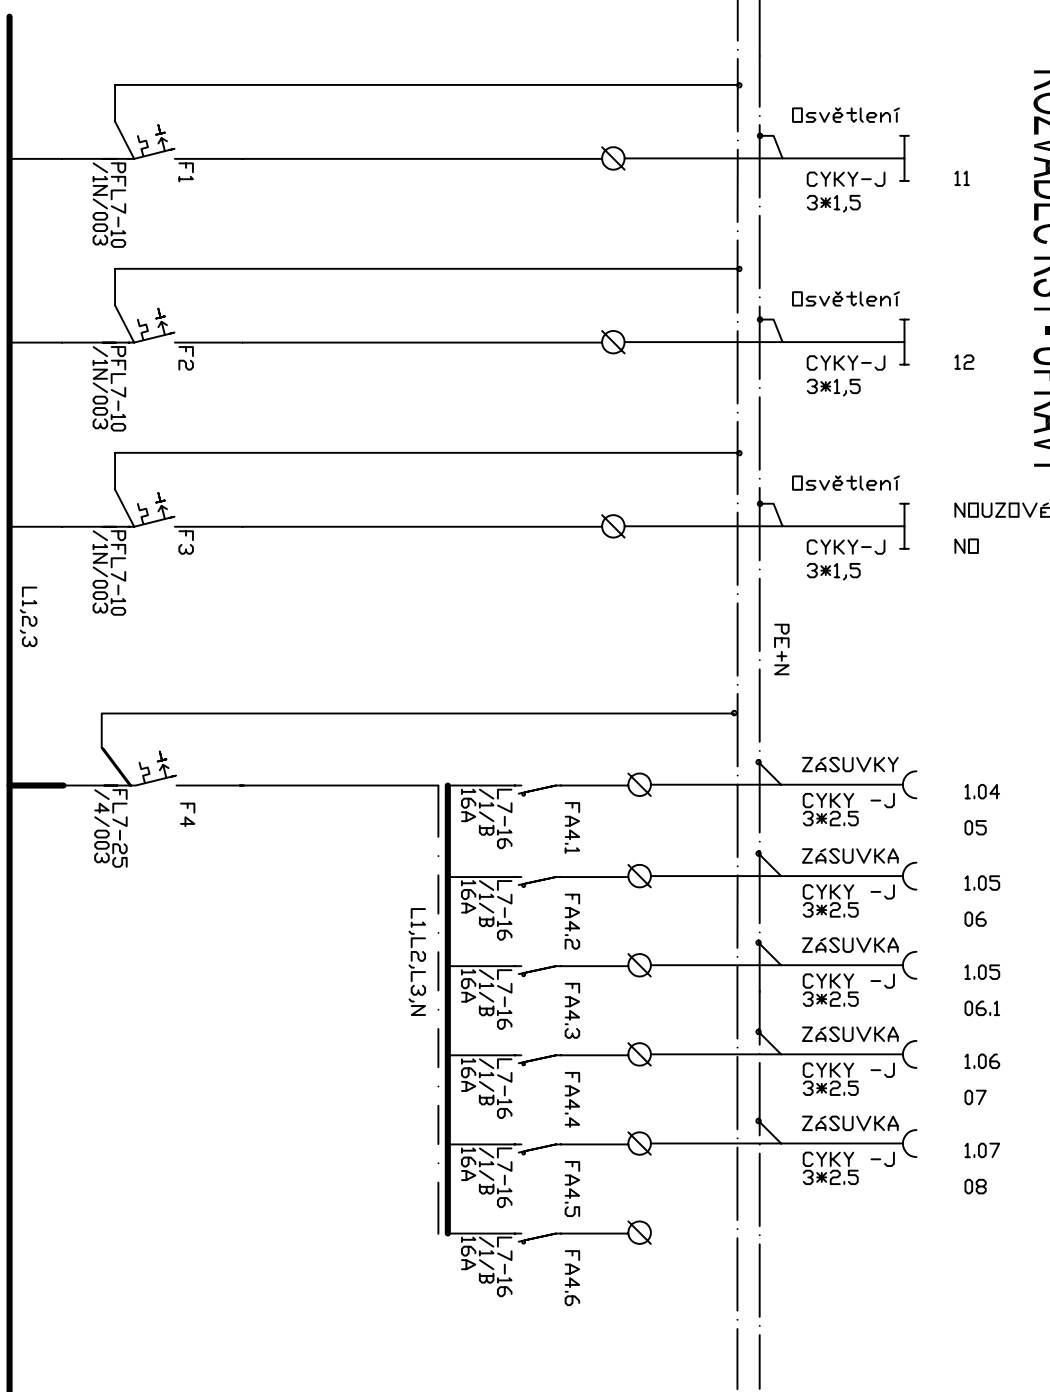 Osvětlení
F1
PFL7-10
/1N/003
CYKY-J
3*1,5
11
Osvětlení
F2
PFL7-10
/1N/003
CYKY-J
3*1,5
12
Osvětlení
F3
PFL7-10
/1N/003
CYKY-J
3*1,5
NOUZOVÉ
NO
L1,2,3
PE+N
F4
FL7-25
/4/003
L1,L2,L3,N
FA4.1
L7-16
/1/B
16A
ZÁSUVKY
CYKY -J
3*2.5
1.04
05
FA4.2
L7-16
/1/B
16A
ZÁSUVKA
CYKY -J
3*2.5
1.05
06
FA4.3
L7-16
/1/B
16A
ZÁSUVKA
CYKY -J
3*2.5
1.05
06.1
FA4.4
L7-16
/1/B
16A
ZÁSUVKA
CYKY -J
3*2.5
1.06
07
FA4.5
L7-16
/1/B
16A
ZÁSUVKA
CYKY -J
3*2.5
1.07
08
FA4.6
L7-16
/1/B
16A